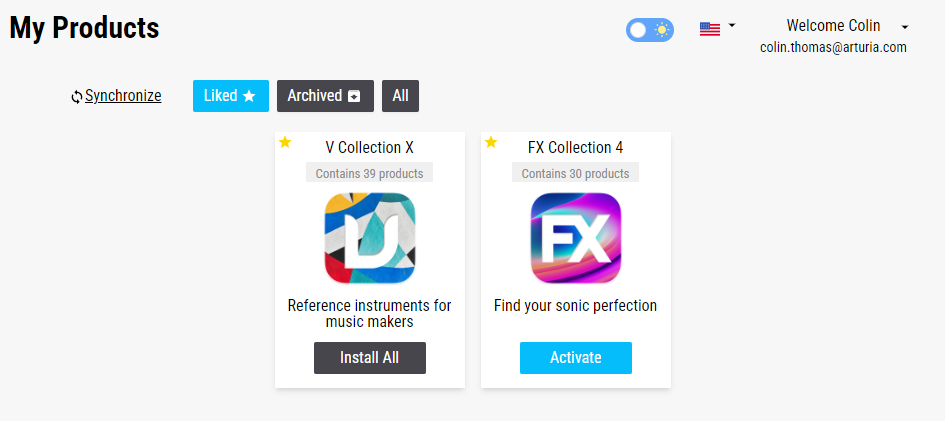 My Products
Welcome Colin
colin.thomas@arturia.com
Synchronize
Liked
Archived
All
V Collection X
Contains 39 products
Reference instruments for
music makers
Install All
FX Collection 4
Contains 30 products
FX
Find your sonic perfection
Activate